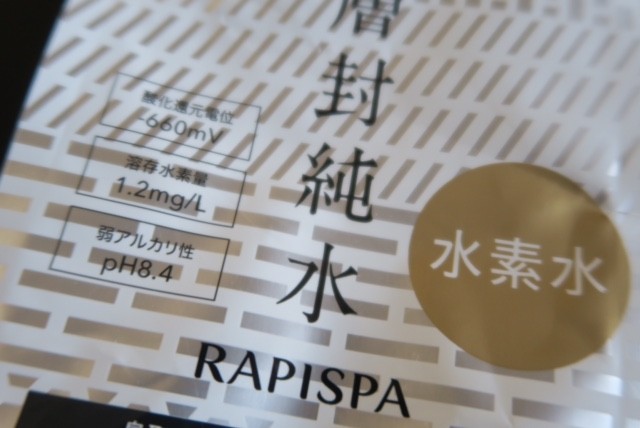 層封純水
酸化還元電位
-660mV
溶存水素量
1.2mg/L
弱アルカリ性
pH8.4
水素水
RAPISPA